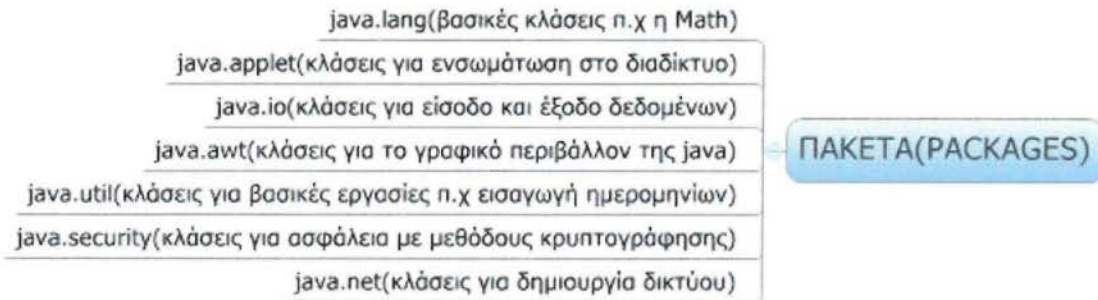 java.lang(βασικές κλάσεις π.χ η Math)
java.applet(κλάσεις για ενσωμάτωση στο διαδίκτυο)
java.io(κλάσεις για είσοδο και έξοδο δεδομένων)
java.awt(κλάσεις για το γραφικό περιβάλλον της java)
java.util(κλάσεις για βασικές εργασίες π.χ εισαγωγή ημερομηνίων)
java.security(κλάσεις για ασφάλεια με μεθόδους κρυπτογράφησης)
java.net(κλάσεις για δημιουργία δικτύου)
ΠΑΚΕΤΑ(PACKAGES)